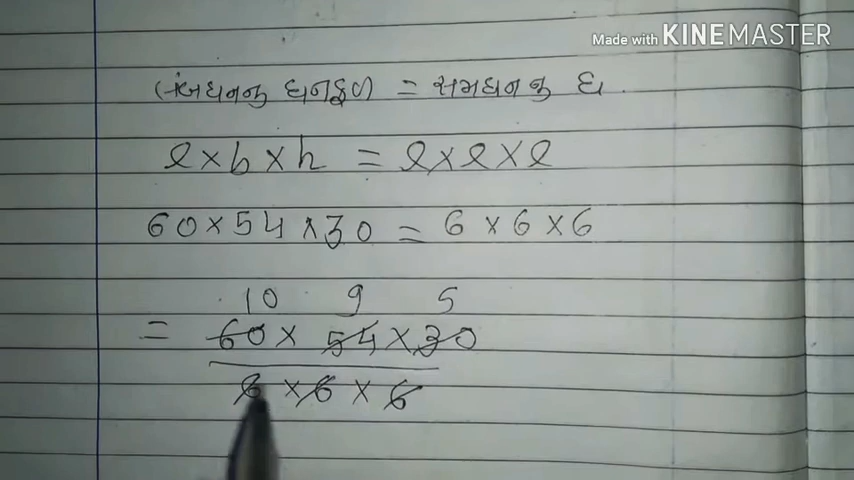 Made with KINEMASTER
લંબઘનનુ ઘનફળ = સમઘનનુ ઘ.
l × b × h = l × l × l
60 × 54 × 30 = 6 × 6 × 6
10 9 5
= 60 × 54 × 30
6 × 6 × 6